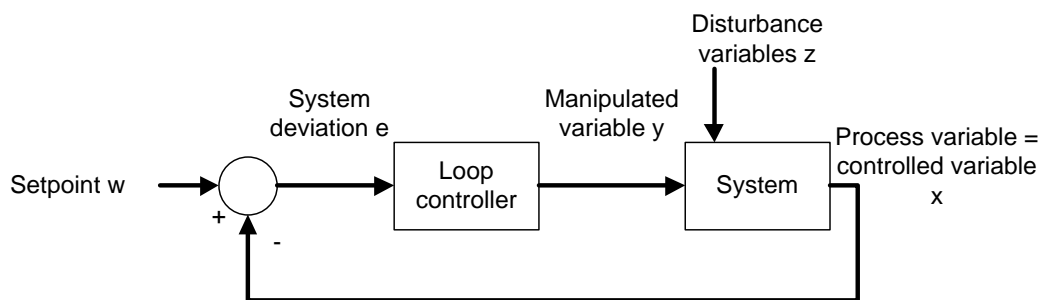 Disturbance
variables z
System
deviation e
Manipulated
variable y
Process variable =
controlled variable
x
Setpoint w
Loop
controller
System
+
-